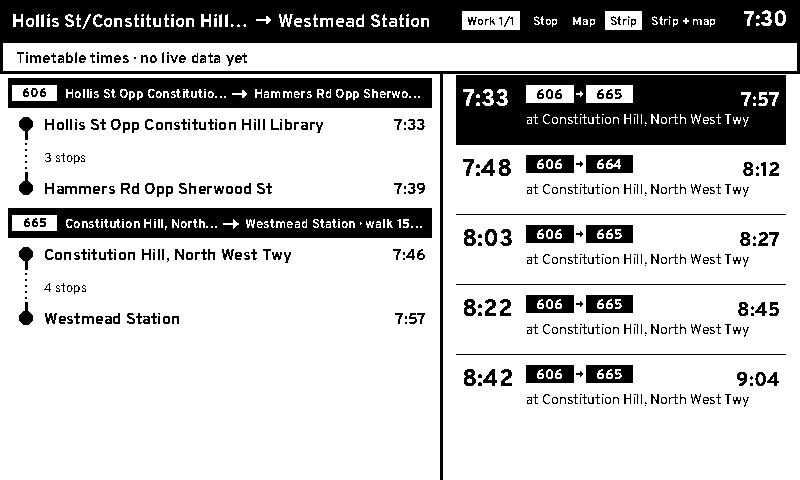 Hollis St/Constitution Hill... → Westmead Station
Work 1/1 Stop Map Strip Strip + map 7:30
Timetable times · no live data yet
606 Hollis St Opp Constitutio... → Hammers Rd Opp Sherwo...
Hollis St Opp Constitution Hill Library 7:33
3 stops
Hammers Rd Opp Sherwood St 7:39
665 Constitution Hill, North... → Westmead Station · walk 15...
Constitution Hill, North West Twy 7:46
4 stops
Westmead Station 7:57
7:33 606 → 665 7:57
at Constitution Hill, North West Twy
7:48 606 → 664 8:12
at Constitution Hill, North West Twy
8:03 606 → 665 8:27
at Constitution Hill, North West Twy
8:22 606 → 665 8:45
at Constitution Hill, North West Twy
8:42 606 → 665 9:04
at Constitution Hill, North West Twy